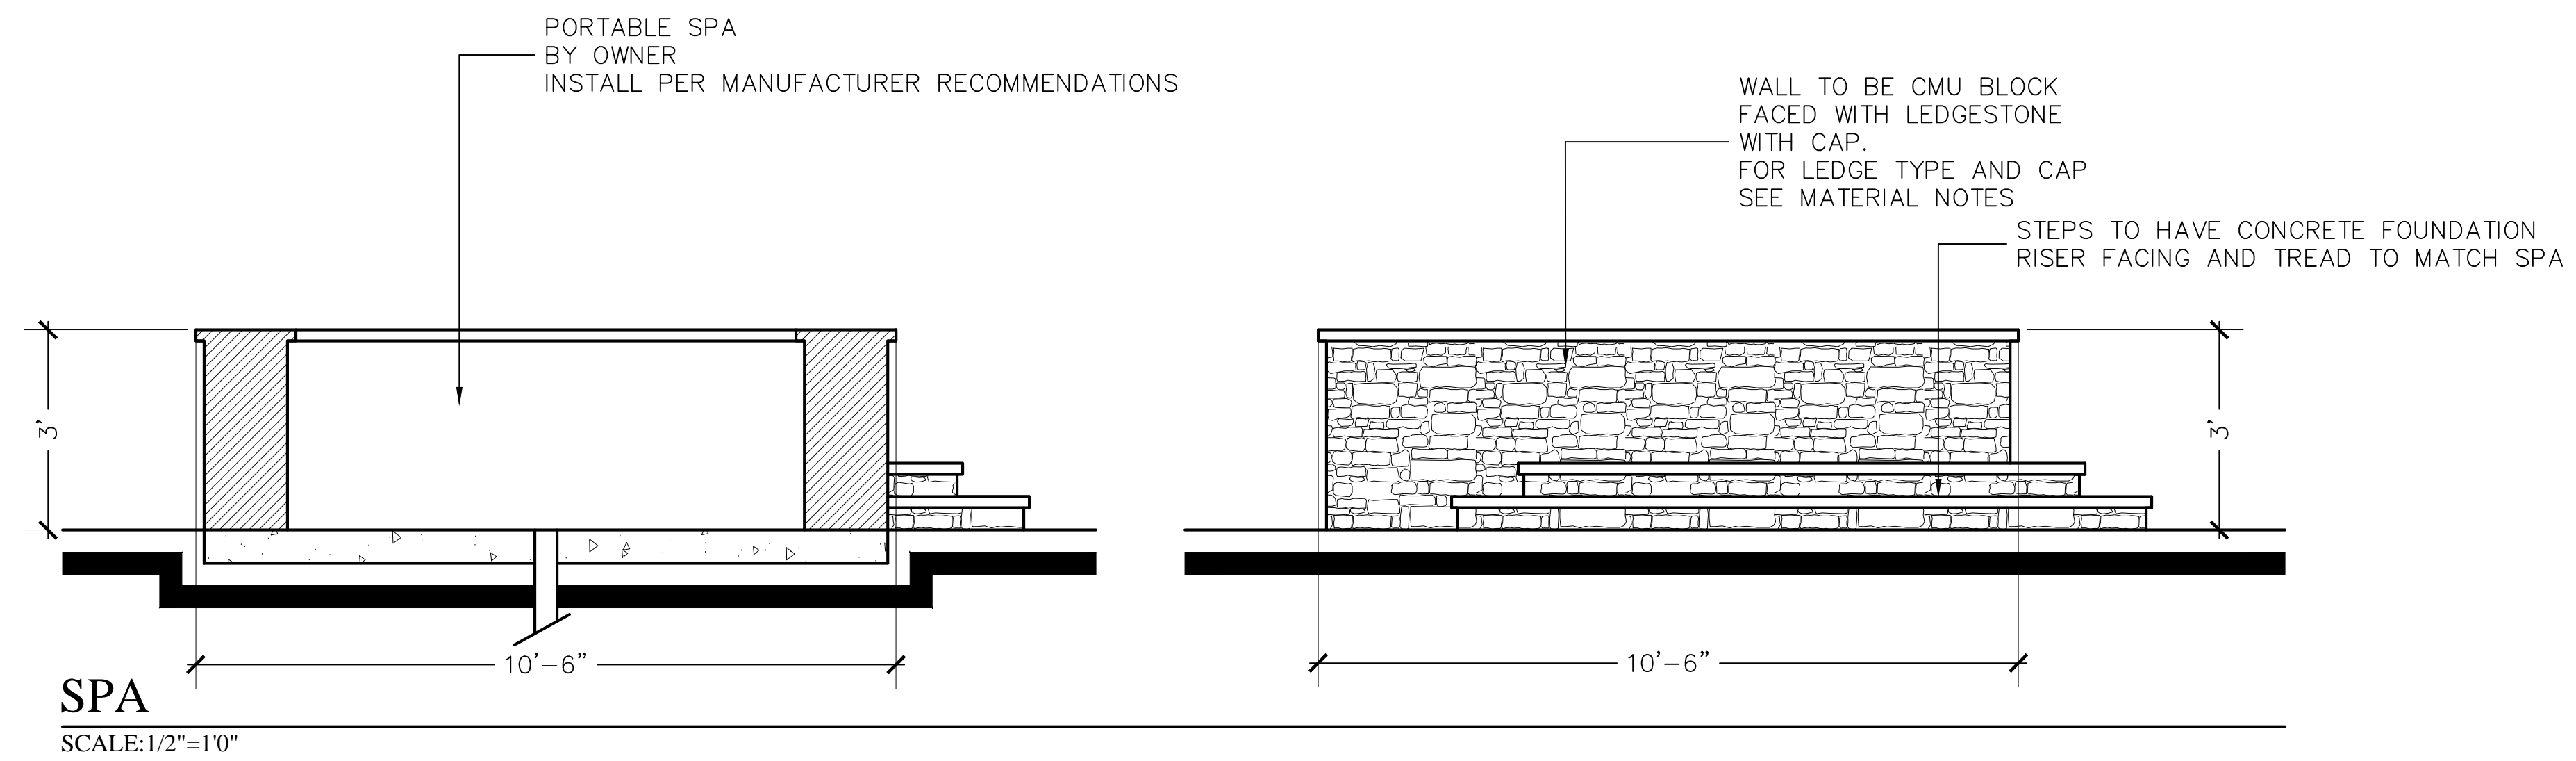 PORTABLE SPA
BY OWNER
INSTALL PER MANUFACTURER RECOMMENDATIONS
WALL TO BE CMU BLOCK
FACED WITH LEDGESTONE
WITH CAP.
FOR LEDGE TYPE AND CAP
SEE MATERIAL NOTES
STEPS TO HAVE CONCRETE FOUNDATION
RISER FACING AND TREAD TO MATCH SPA
3'
3'
10'-6"
10'-6"
SPA
SCALE:1/2"=1'0"